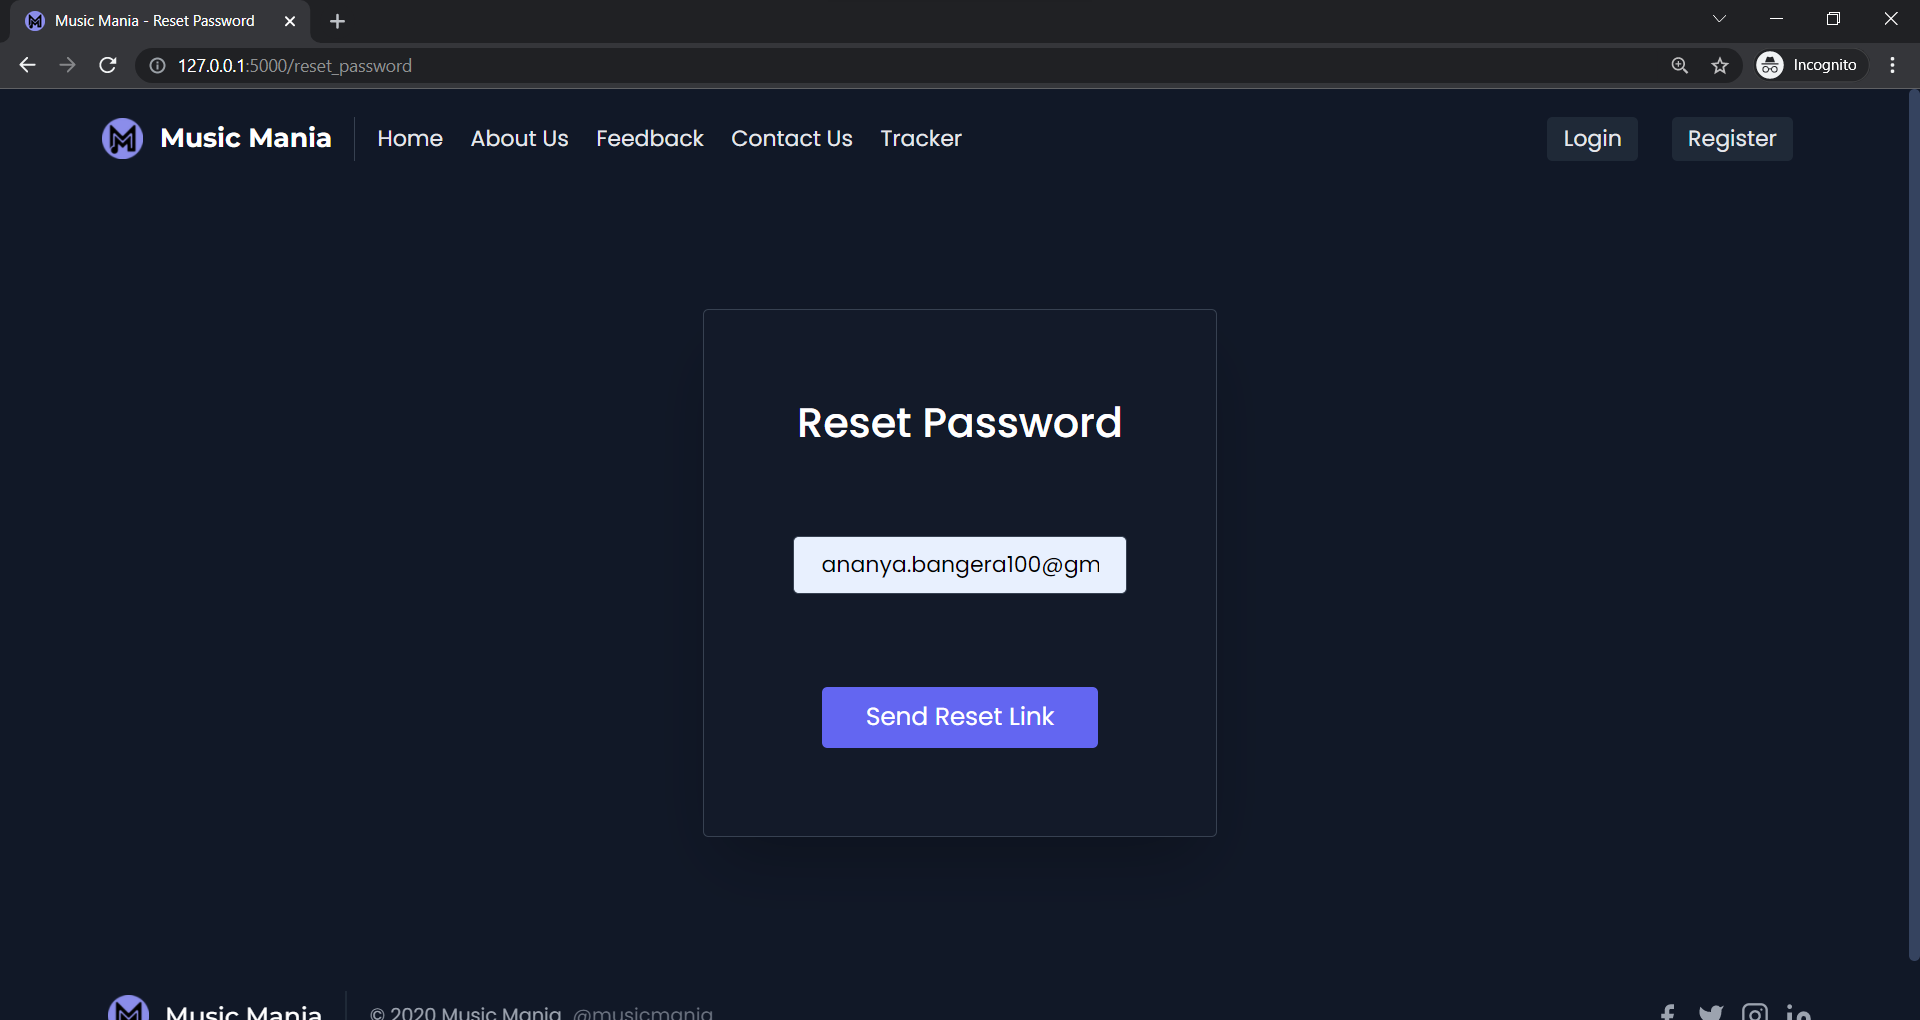 Music Mania - Reset Password
127.0.0.1:5000/reset_password
Incognito
Music Mania
Home
About Us
Feedback
Contact Us
Tracker
Login
Register
Reset Password
ananya.bangera100@gm
Send Reset Link
Music Mania
© 2020 Music Mania @musicmania